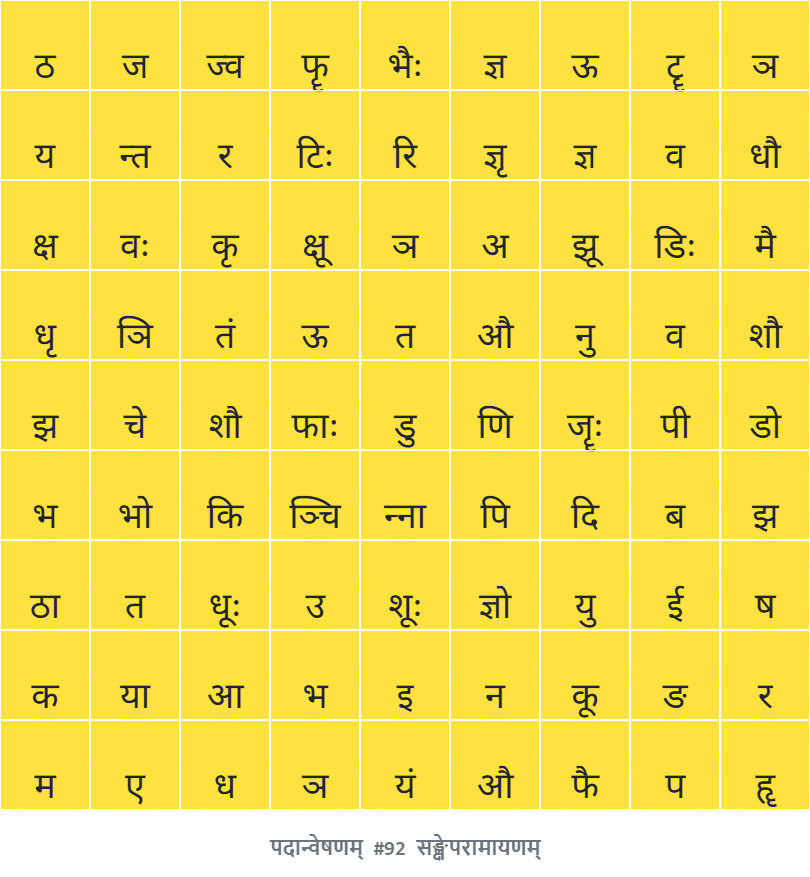 ठ ज ज्व फॄ भैः ज्ञ ऊ टॄ ञ
य न्त र टिः रि ज्ञृ ज्ञ व धौ
क्ष वः कृ क्षू ञ अ झू डिः मै
धृ ञि तं ऊ त औ नु व शौ
झ चे शौ फाः डु णि जॄः पी डो
भ भो कि ञ्चि न्ना पि दि ब झ
ठा त धूः उ शूः ज्ञो यु ई ष
क या आ भ इ न कू ङ र
म ए ध ञ यं औ फै प हॄ
पदान्वेषणम् #92 सङ्क्षेपरामायणम्